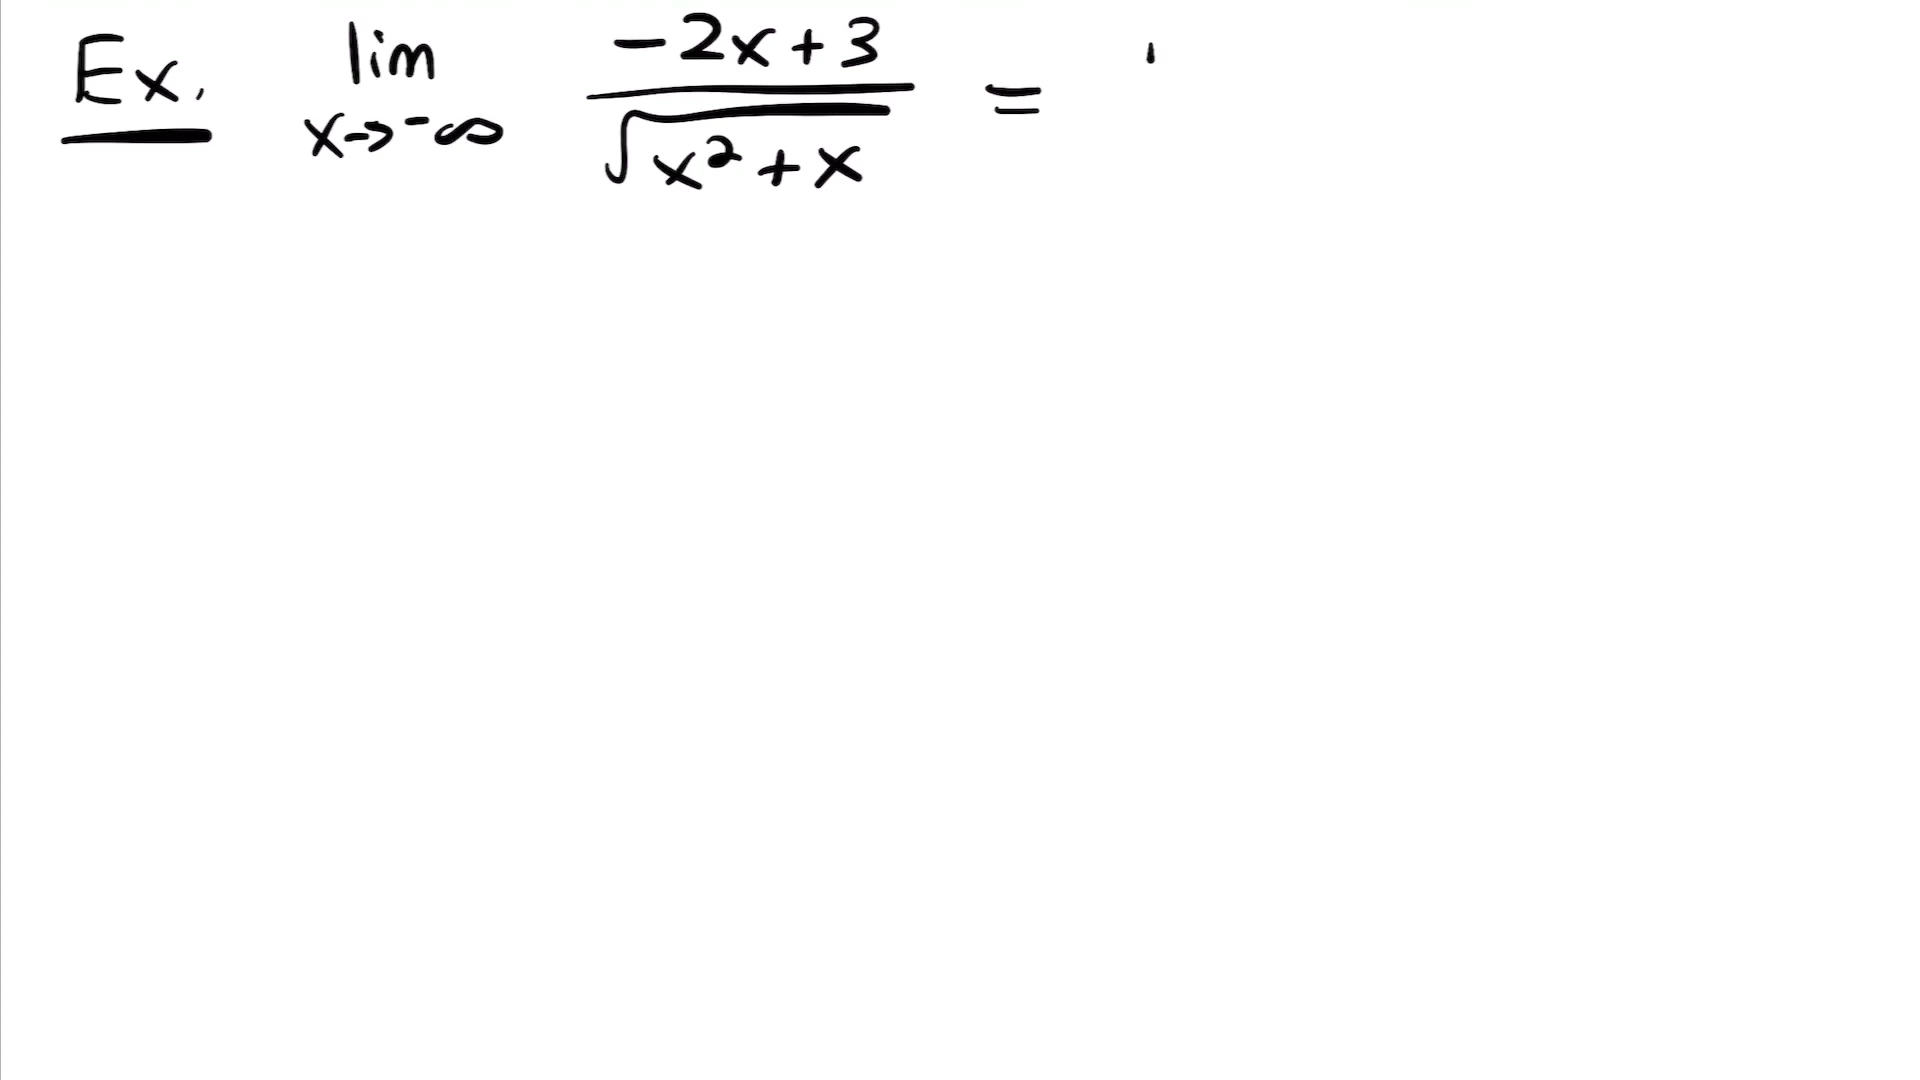 Ex. lim x→-∞ (-2x+3)/√(x²+x) =